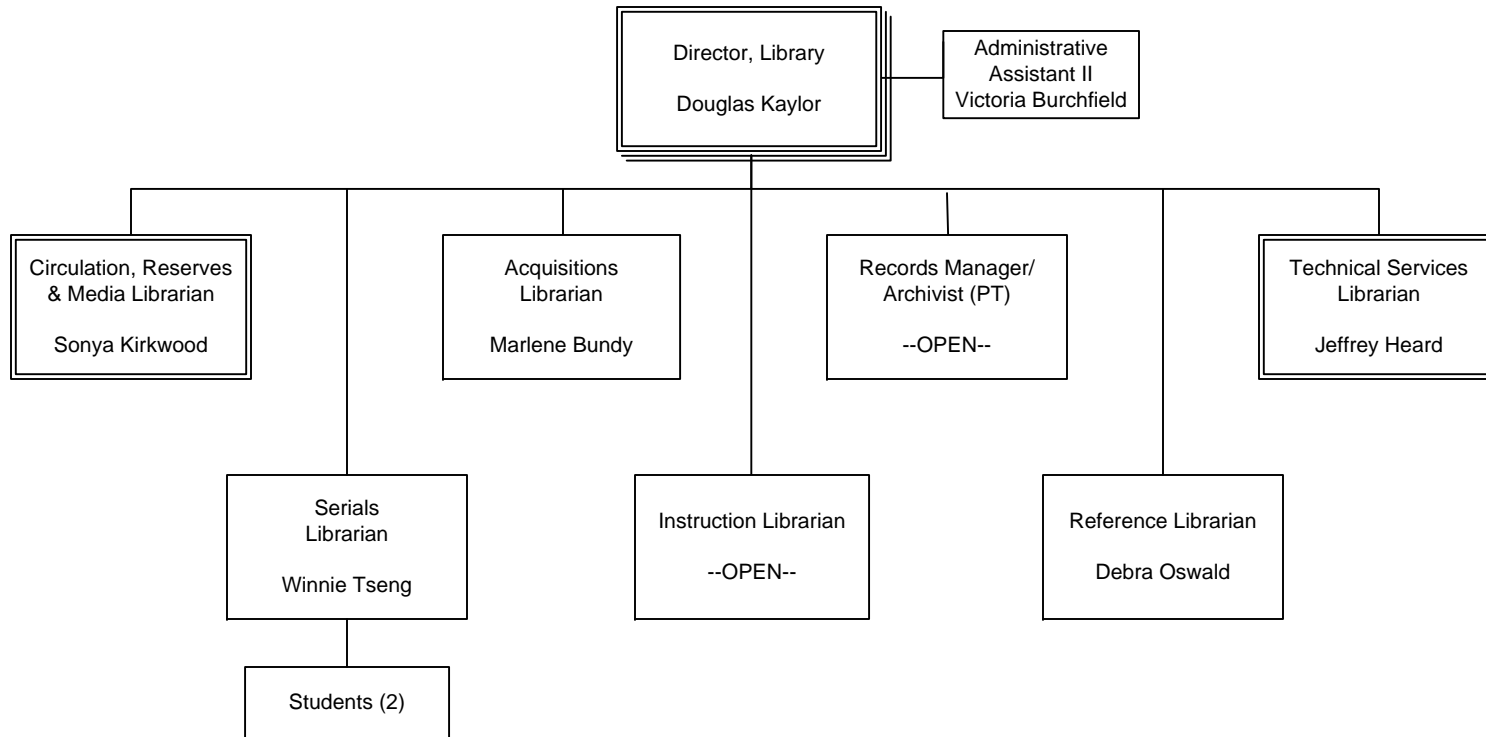 Director, Library
Douglas Kaylor
Administrative
Assistant II
Victoria Burchfield
Circulation, Reserves
& Media Librarian
Sonya Kirkwood
Acquisitions
Librarian
Marlene Bundy
Records Manager/
Archivist (PT)
--OPEN--
Technical Services
Librarian
Jeffrey Heard
Serials
Librarian
Winnie Tseng
Instruction Librarian
--OPEN--
Reference Librarian
Debra Oswald
Students (2)